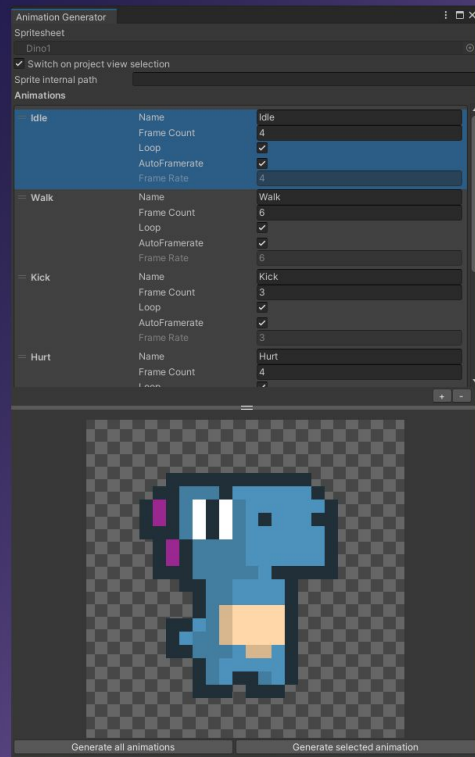 Animation Generator
Spritesheet
Dino1
Switch on project view selection
Sprite internal path
Animations
Idle Name Idle
Frame Count 4
Loop
AutoFramerate
Frame Rate 4
Walk Name Walk
Frame Count 6
Loop
AutoFramerate
Frame Rate 6
Kick Name Kick
Frame Count 3
Loop
AutoFramerate
Frame Rate 3
Hurt Name Hurt
Frame Count 4
Loop
+ -
Generate all animations Generate selected animation